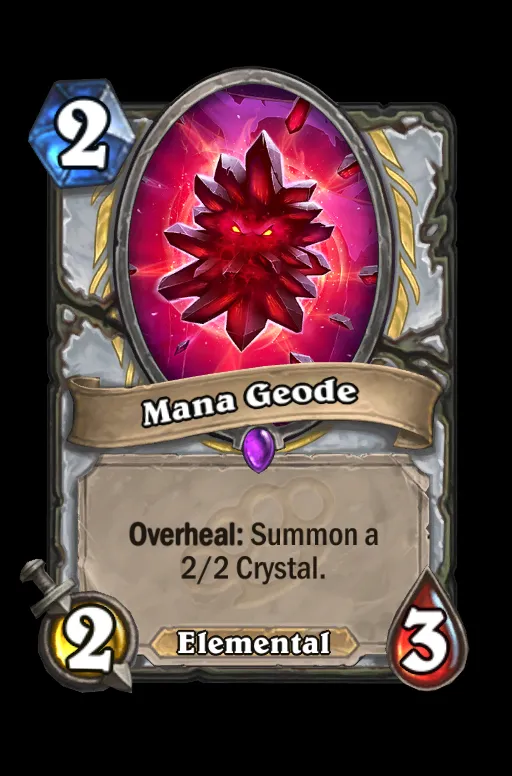 2
Mana Geode
Overheal: Summon a
2/2 Crystal.
2
Elemental
3